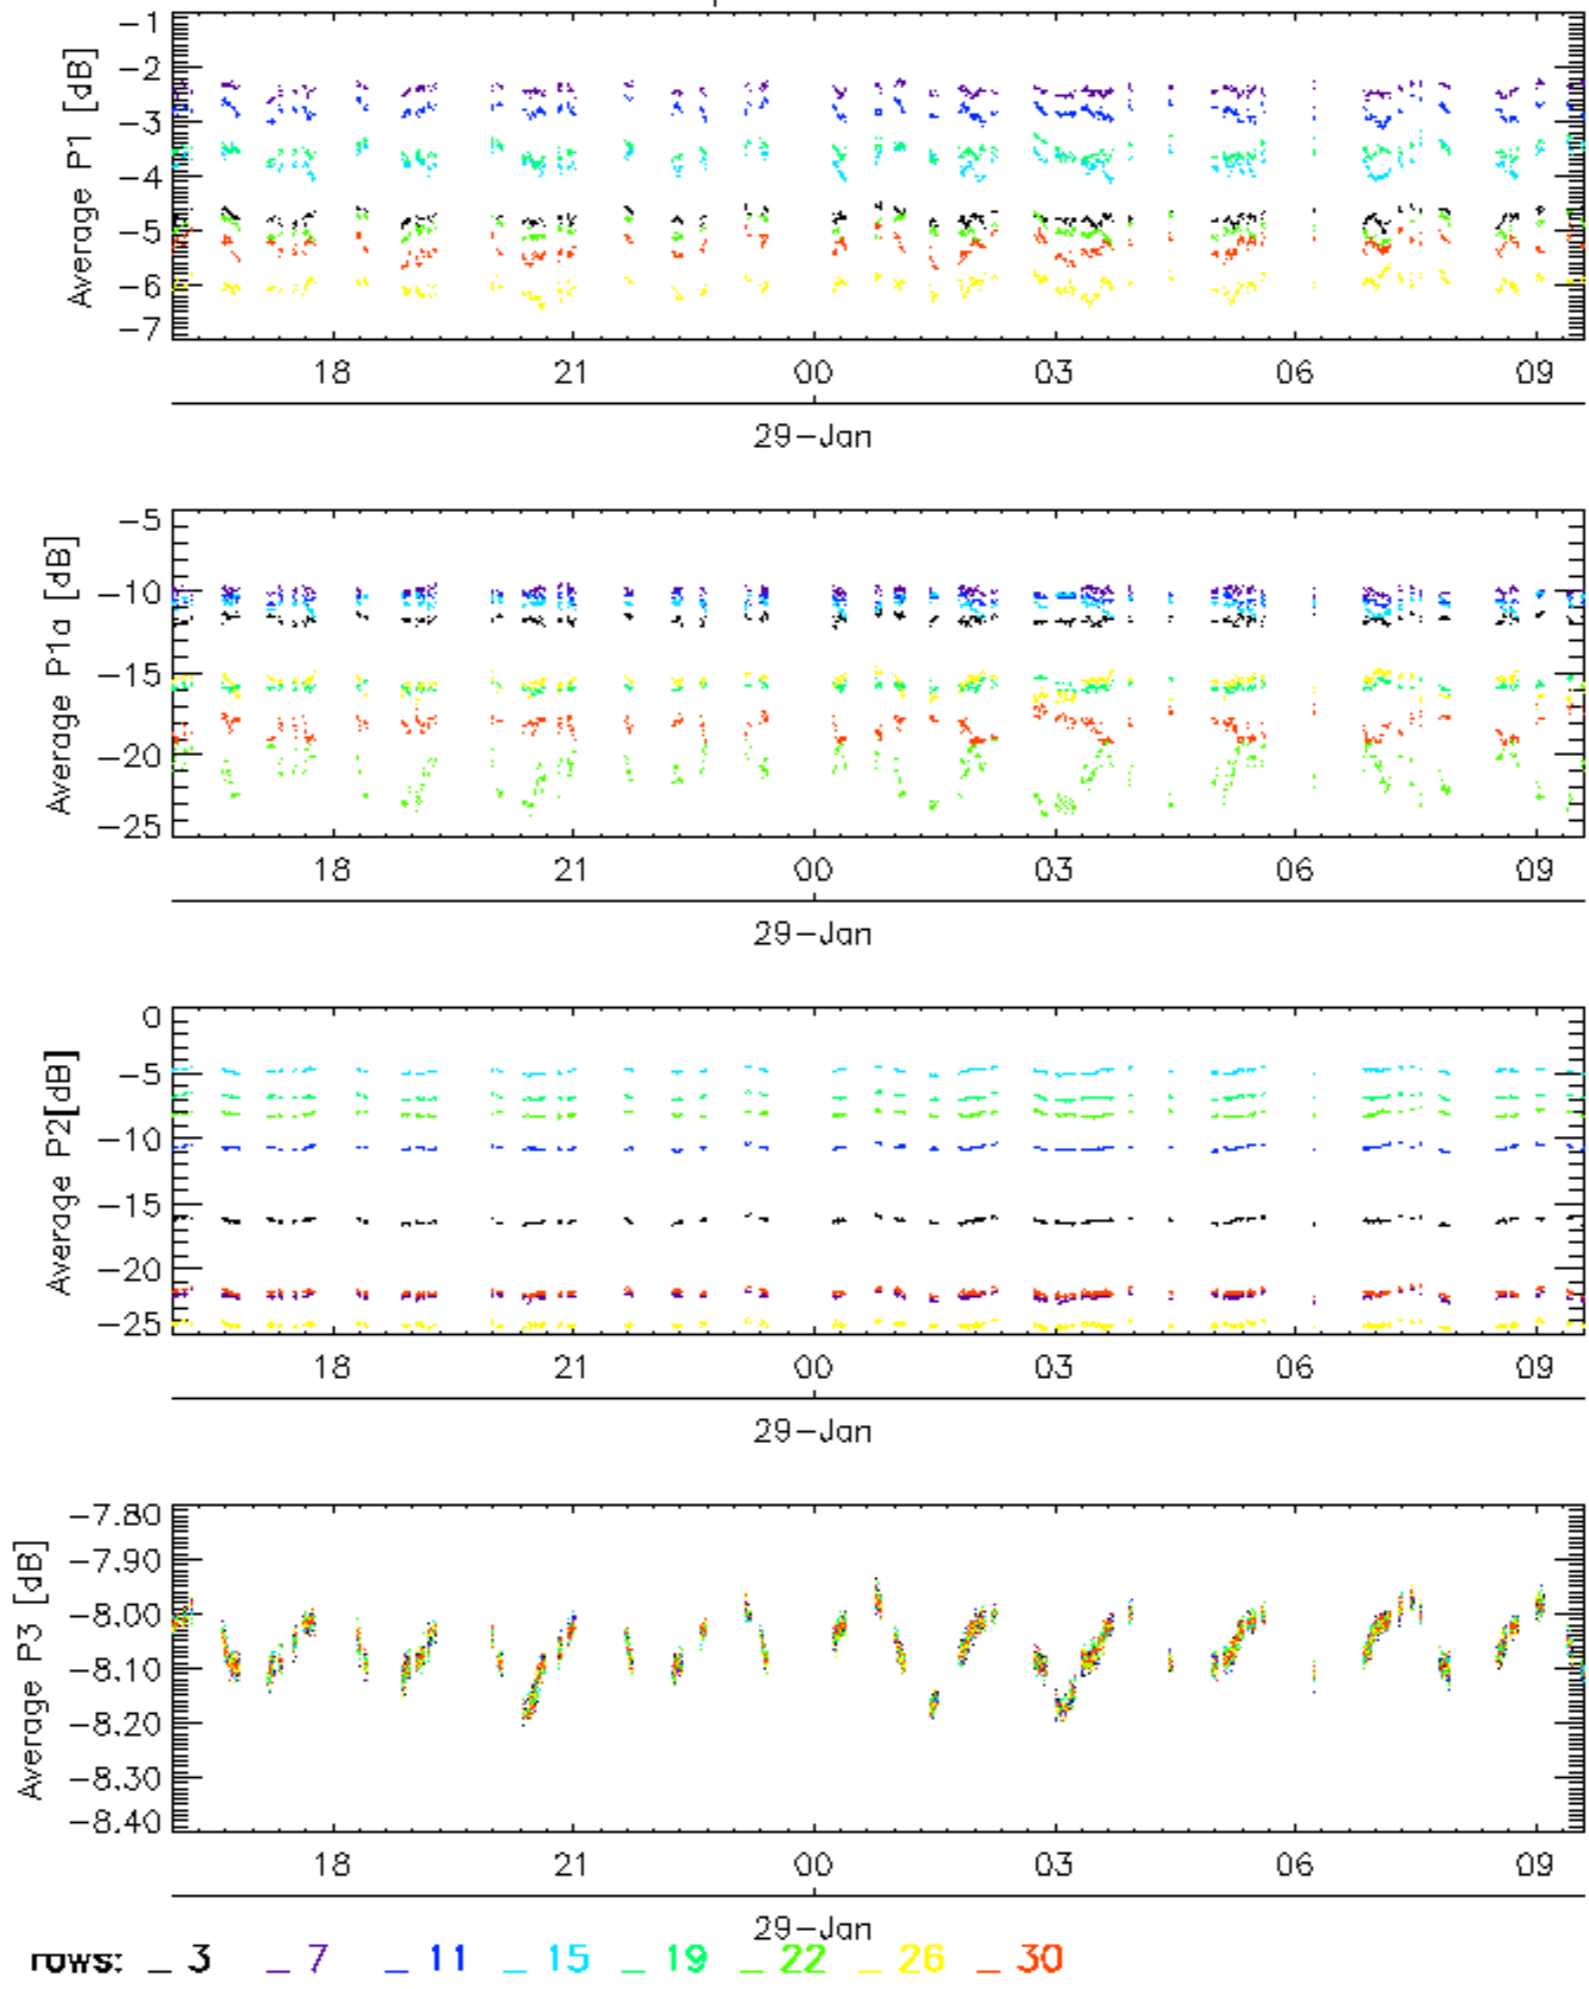 Average P1 [dB]
-1
-2
-3
-4
-5
-6
-7
18 21 00 03 06 09
29-Jan
Average P1a [dB]
-5
-10
-15
-20
-25
18 21 00 03 06 09
29-Jan
Average P2[dB]
0
-5
-10
-15
-20
-25
18 21 00 03 06 09
29-Jan
Average P3 [dB]
-7.80
-7.90
-8.00
-8.10
-8.20
-8.30
-8.40
18 21 00 03 06 09
29-Jan
rows: _ 3 _ 7 _ 11 _ 15 _ 19 _ 22 _ 26 _ 30